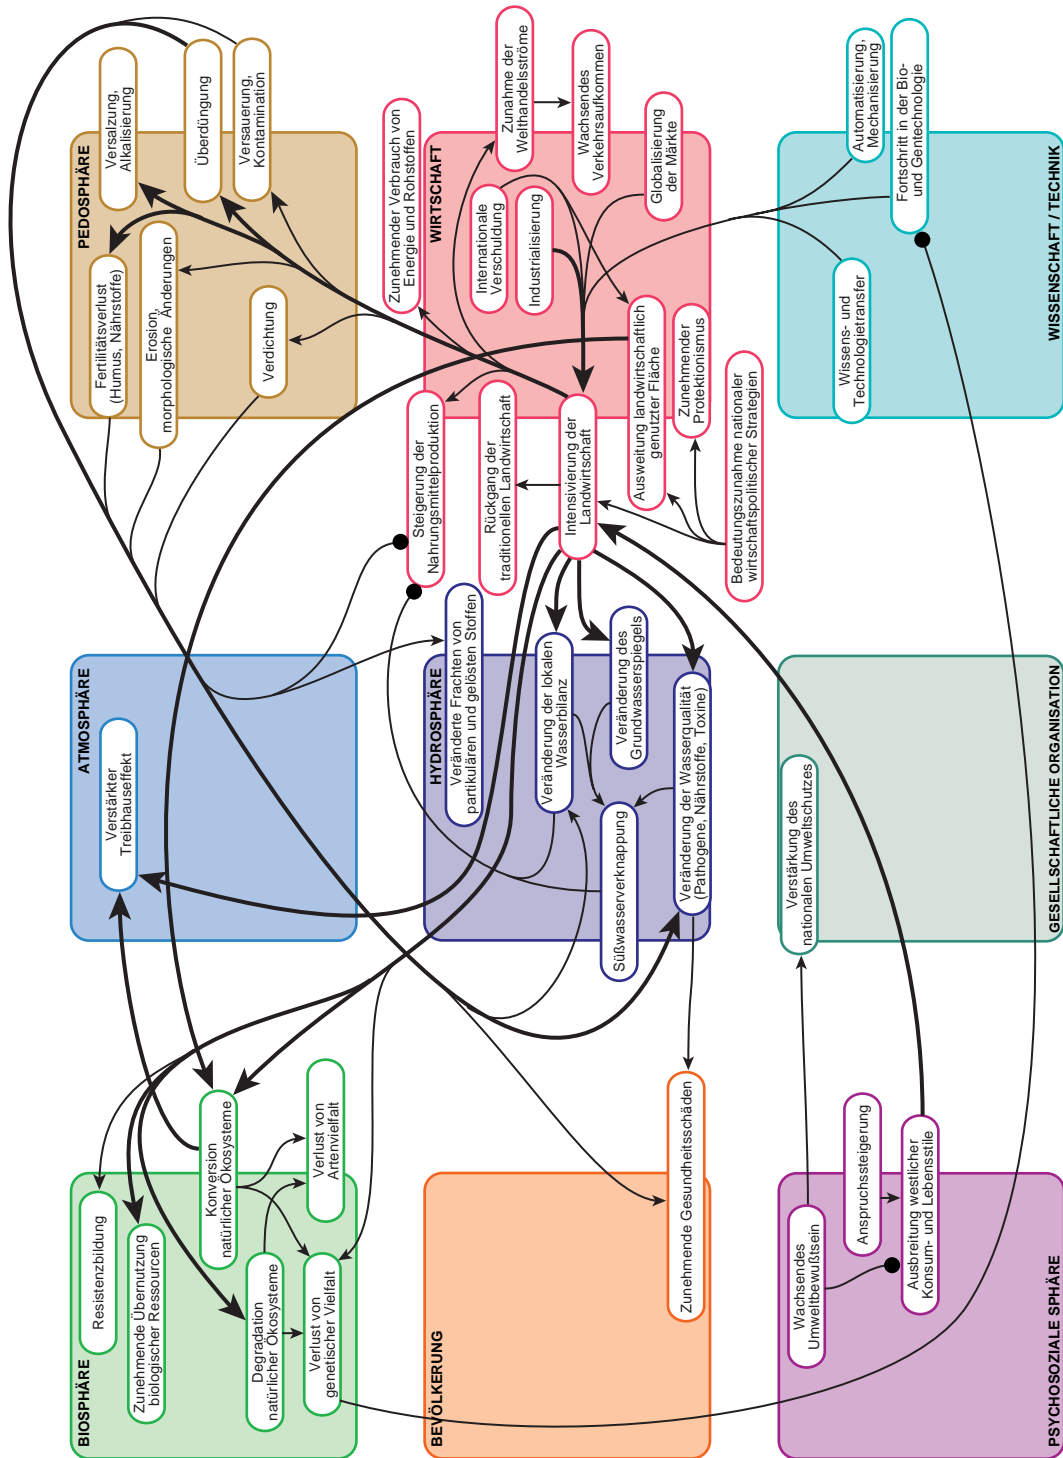 BIOSPHÄRE
Resistenzbildung
Zunehmende Übernutzung
biologischer Ressourcen
Konversion
natürlicher Ökosysteme
Degradation
natürlicher Ökosysteme
Verlust von
Artenvielfalt
Verlust von
genetischer Vielfalt
ATMOSPHÄRE
Verstärkter
Treibhauseffekt
PEDOSPHÄRE
Fertilitätsverlust
(Humus, Nährstoffe)
Versalzung,
Alkalisierung
Erosion,
morphologische Änderungen
Überdüngung
Verdichtung
Versauerung,
Kontamination
BEVÖLKERUNG
Zunehmende Gesundheitsschäden
HYDROSPHÄRE
Veränderte Frachten von
partikulären und gelösten Stoffen
Veränderung der lokalen
Wasserbilanz
Süßwasserverknappung
Veränderung des
Grundwasserspiegels
Veränderung der Wasserqualität
(Pathogene, Nährstoffe, Toxine)
WIRTSCHAFT
Zunehmender Verbrauch von
Energie und Rohstoffen
Steigerung der
Nahrungsmittelproduktion
Internationale
Verschuldung
Zunahme der
Welthandelsströme
Rückgang der
traditionellen Landwirtschaft
Industrialisierung
Wachsendes
Verkehrsaufkommen
Intensivierung der
Landwirtschaft
Ausweitung landwirtschaftlich
genutzter Fläche
Globalisierung
der Märkte
Zunehmender
Protektionismus
Bedeutungszunahme nationaler
wirtschaftspolitischer Strategien
PSYCHOSOZIALE SPHÄRE
Wachsendes
Umweltbewußtsein
Anspruchssteigerung
Ausbreitung westlicher
Konsum- und Lebensstile
GESELLSCHAFTLICHE ORGANISATION
Verstärkung des
nationalen Umweltschutzes
WISSENSCHAFT / TECHNIK
Wissens- und
Technologietransfer
Automatisierung,
Mechanisierung
Fortschritt in der Bio-
und Gentechnologie